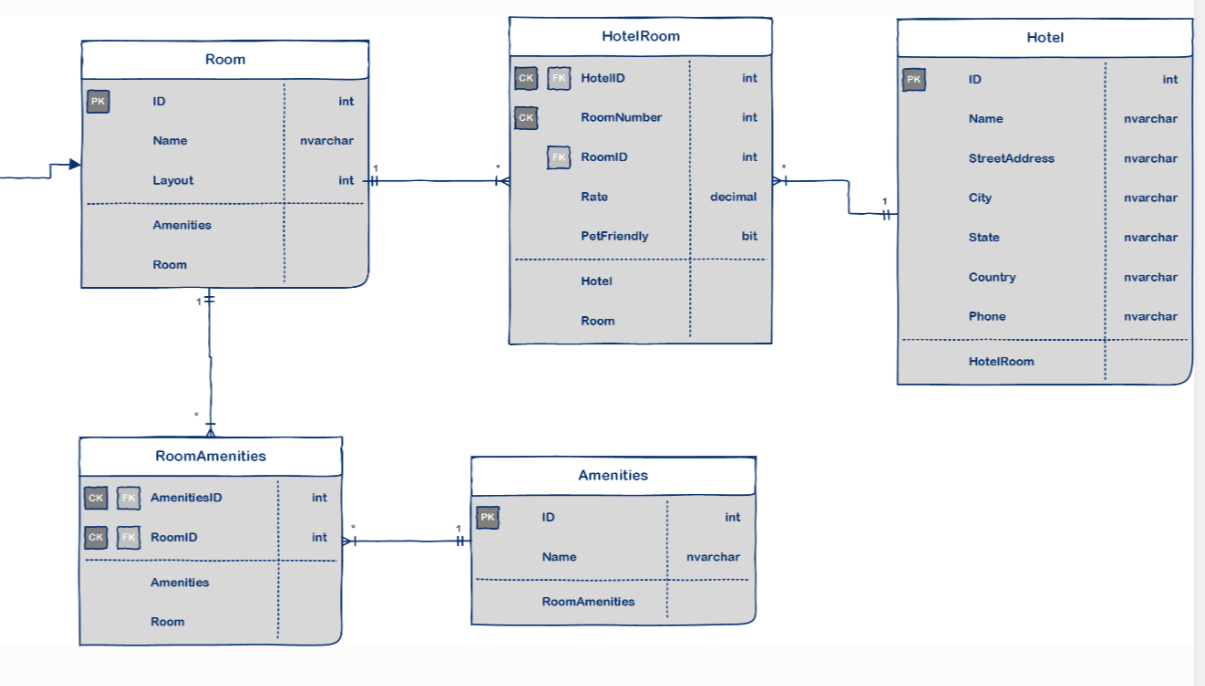 Room
PK ID int
Name nvarchar
Layout int
Amenities
Room
1
1
*
HotelRoom
CK FK HotelID int
CK RoomNumber int
FK RoomID int
Rate decimal
PetFriendly bit
Hotel
Room
*
1
Hotel
PK ID int
Name nvarchar
StreetAddress nvarchar
City nvarchar
State nvarchar
Country nvarchar
Phone nvarchar
HotelRoom
*
RoomAmenities
CK FK AmenitiesID int
CK FK RoomID int
Amenities
Room
*
1
Amenities
PK ID int
Name nvarchar
RoomAmenities